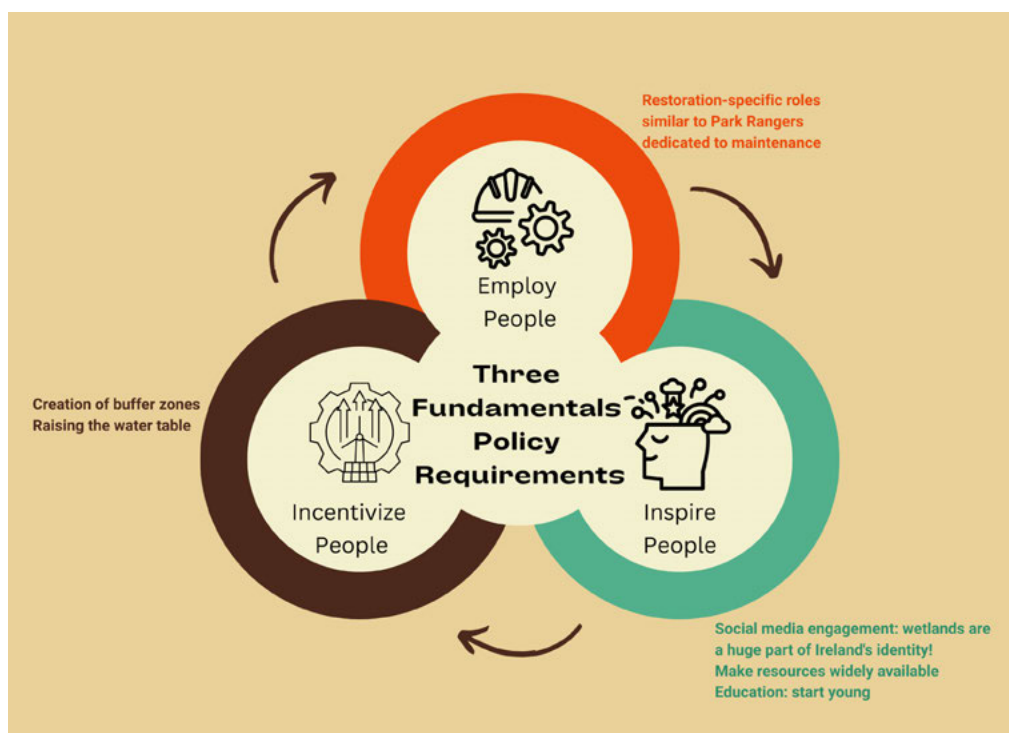 Restoration-specific roles
similar to Park Rangers
dedicated to maintenance
Employ
People
Three
Fundamentals
Policy
Requirements
Creation of buffer zones
Raising the water table
Incentivize
People
Inspire
People
Social media engagement: wetlands are
a huge part of Ireland's identity!
Make resources widely available
Education: start young